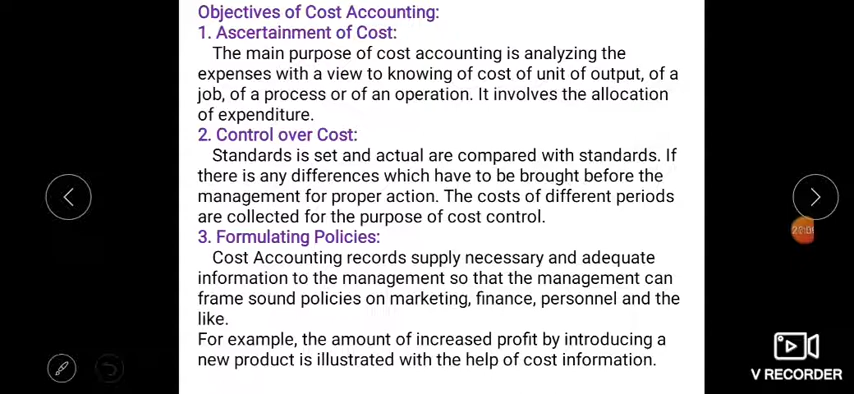 Objectives of Cost Accounting:
1. Ascertainment of Cost:
The main purpose of cost accounting is analyzing the
expenses with a view to knowing of cost of unit of output, of a
job, of a process or of an operation. It involves the allocation
of expenditure.
2. Control over Cost:
Standards is set and actual are compared with standards. If
there is any differences which have to be brought before the
management for proper action. The costs of different periods
are collected for the purpose of cost control.
3. Formulating Policies:
Cost Accounting records supply necessary and adequate
information to the management so that the management can
frame sound policies on marketing, finance, personnel and the
like.
For example, the amount of increased profit by introducing a
new product is illustrated with the help of cost information.
V RECORDER